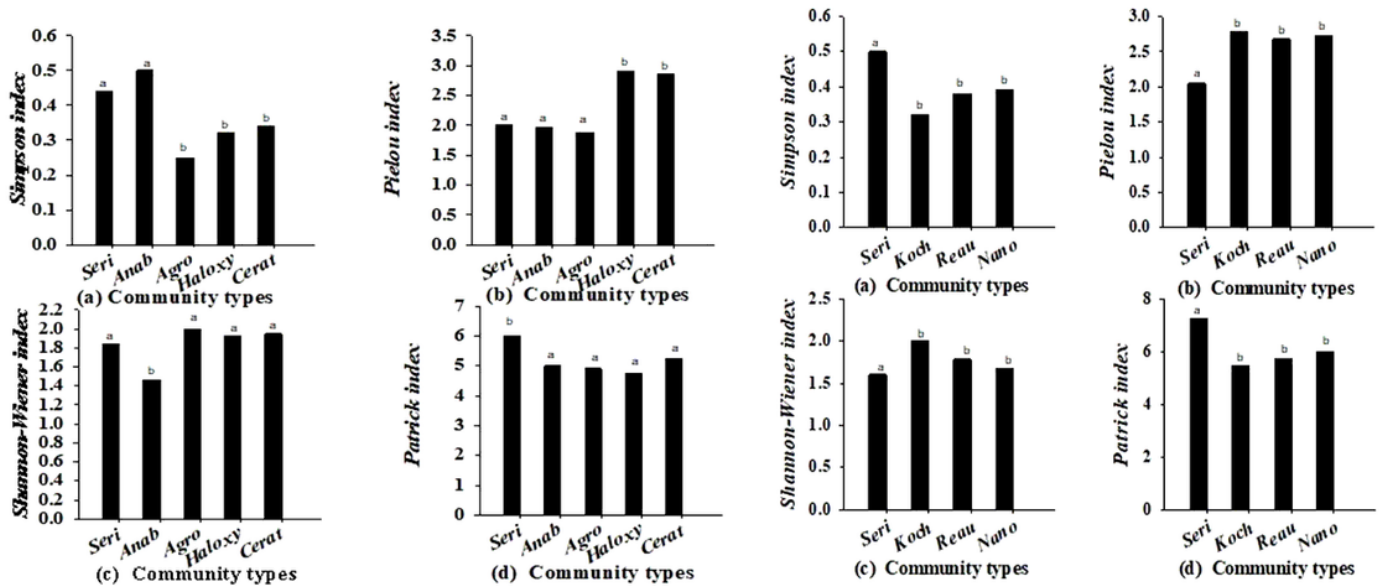 Simpson index
0.6
0.5
0.4
0.3
0.2
0.1
0.0
a
a
b
b
b
Seri
Anab
Agro
Haloxy
Cerat
(a) Community types
Pielou index
3.5
3.0
2.5
2.0
1.5
1.0
0.5
0.0
a
a
a
b
b
Seri
Anab
Agro
Haloxy
Cerat
(b) Community types
Simpson index
0.6
0.5
0.4
0.3
0.2
0.1
0.0
a
b
b
b
Seri
Koch
Reau
Nano
(a) Community types
Pielou index
3.0
2.5
2.0
1.5
1.0
0.5
0.0
a
b
b
b
Seri
Koch
Reau
Nano
(b) Community types
Shannon-Wiener index
2.2
2.0
1.8
1.6
1.4
1.2
1.0
0.8
0.6
0.4
0.2
0.0
a
b
a
a
a
Seri
Anab
Agro
Haloxy
Cerat
(c) Community types
Patrick index
7
6
5
4
3
2
1
0
b
a
a
a
a
Seri
Anab
Agro
Haloxy
Cerat
(d) Community types
Shannon-Wiener index
2.5
2.0
1.5
1.0
0.5
0.0
a
b
b
b
Seri
Koch
Reau
Nano
(c) Community types
Patrick index
8
6
4
2
0
a
b
b
b
Seri
Koch
Reau
Nano
(d) Community types